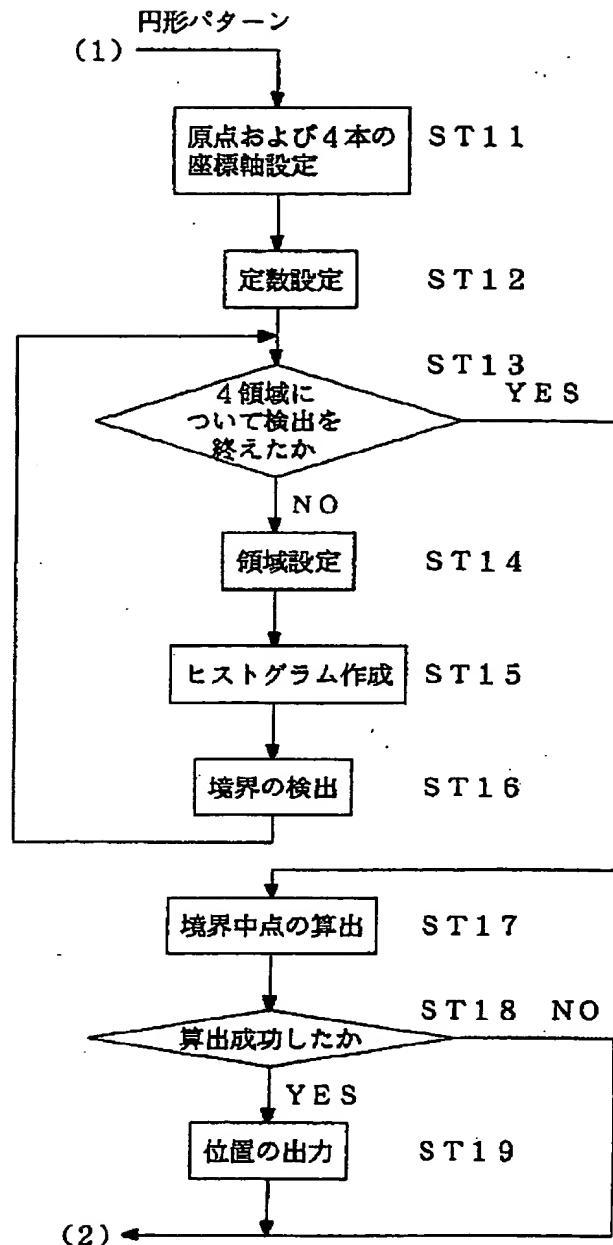 円形パターン
(1)
原点および4本の
座標軸設定
ST11
定数設定
ST12
ST13
4領域に
ついて検出を
終えたか
YES
NO
領域設定
ST14
ヒストグラム作成
ST15
境界の検出
ST16
境界中点の算出
ST17
ST18 NO
算出成功したか
YES
位置の出力
ST19
(2)